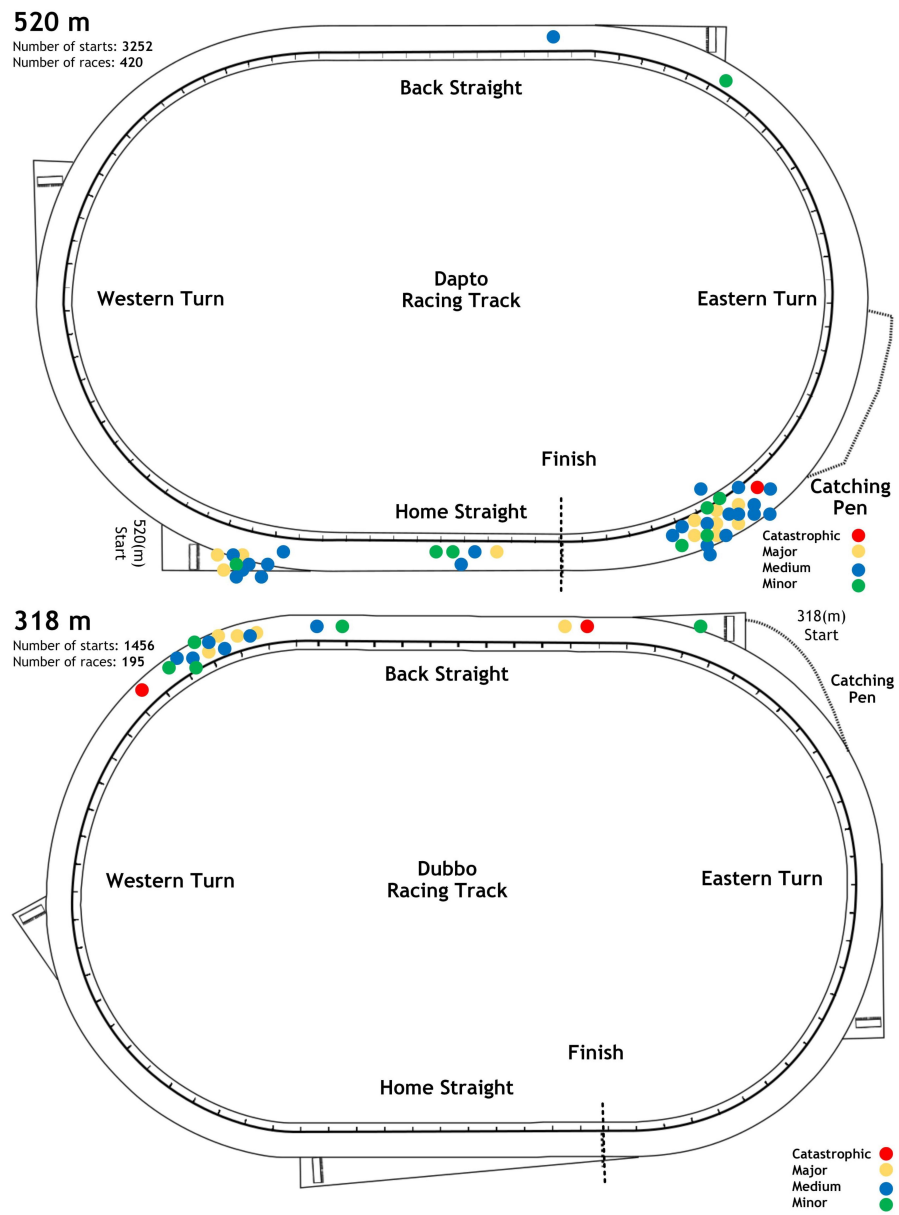 520 m
Number of starts: 3252
Number of races: 420
Back Straight
Dapto
Racing Track
Western Turn
Eastern Turn
Finish
Home Straight
520(m)
Start
Catching
Pen
Catastrophic
Major
Medium
Minor
318 m
Number of starts: 1456
Number of races: 195
318(m)
Start
Back Straight
Catching
Pen
Dubbo
Racing Track
Western Turn
Eastern Turn
Finish
Home Straight
Catastrophic
Major
Medium
Minor